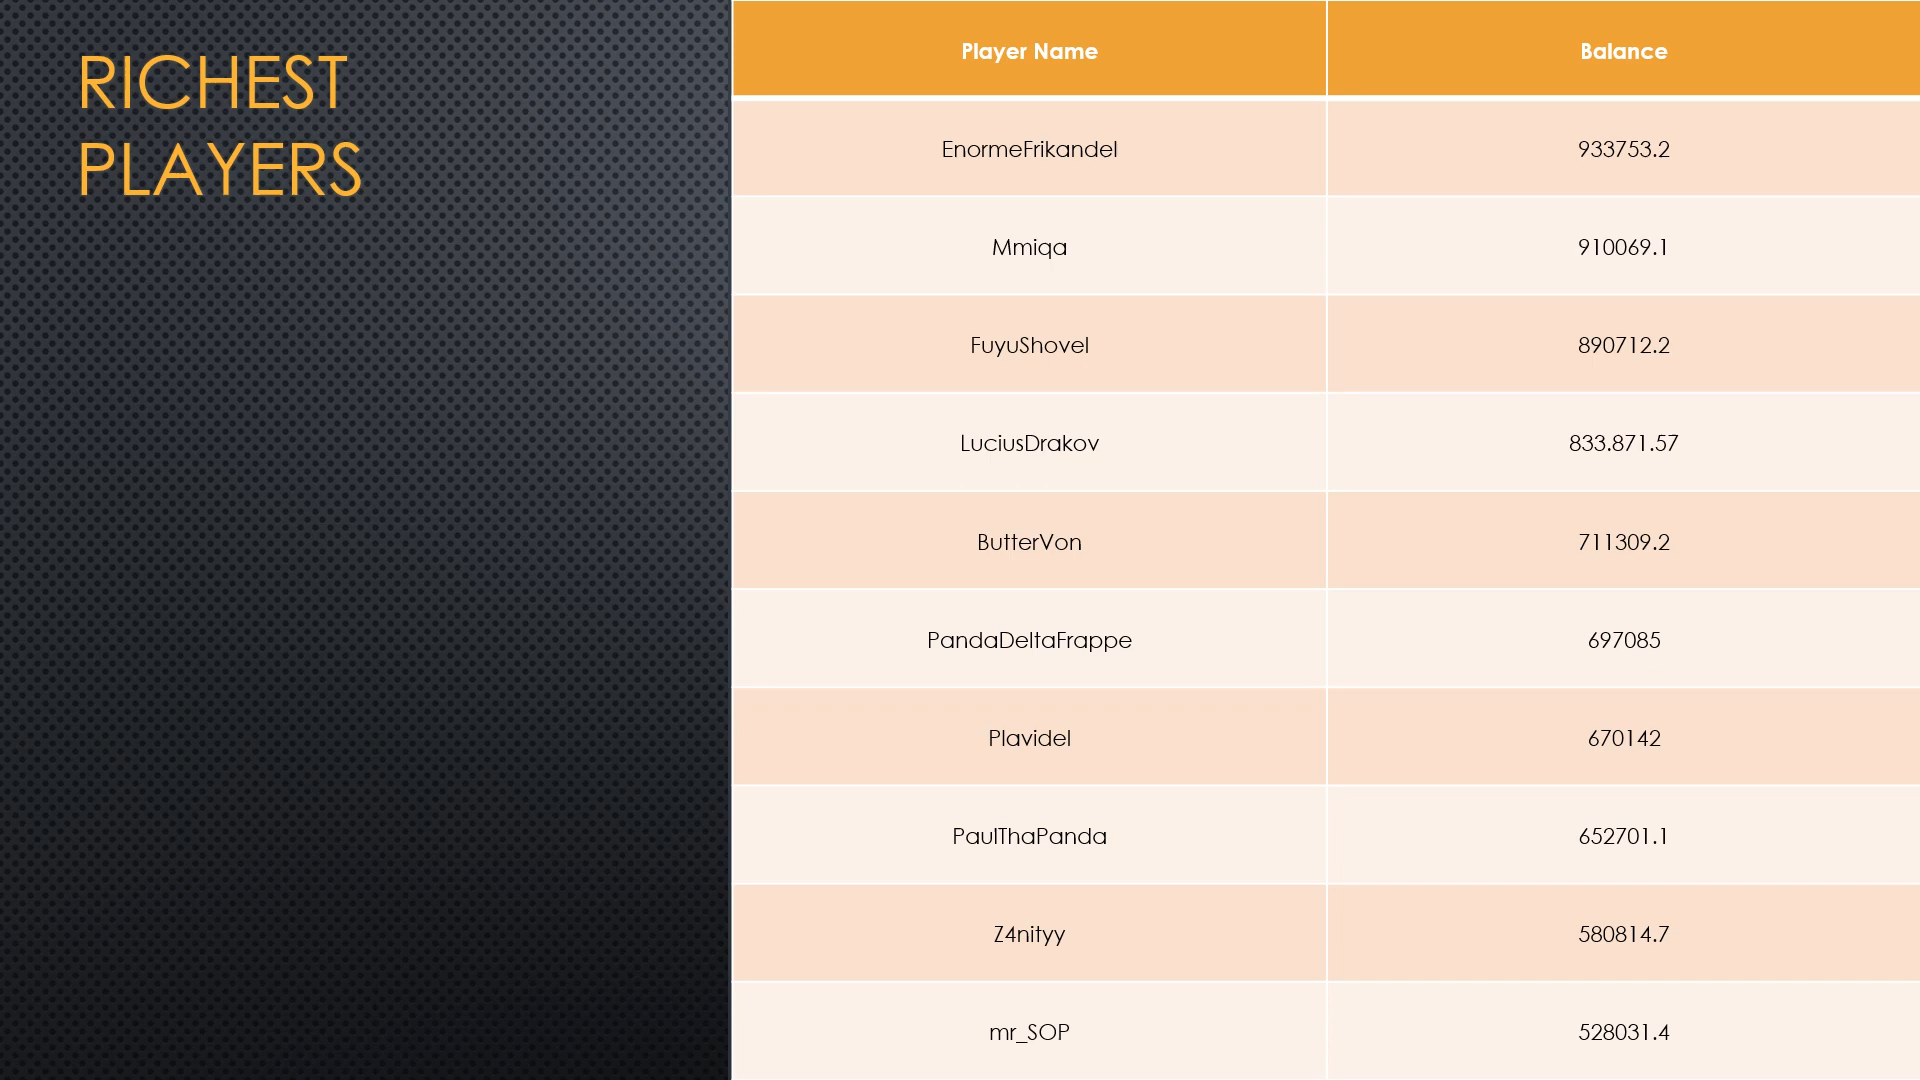 RICHEST
PLAYERS
Player Name Balance
EnormeFrikandel 933753.2
Mmiqa 910069.1
FuyuShovel 890712.2
LuciusDrakov 833.871.57
ButterVon 711309.2
PandaDeltaFrappe 697085
Plavidel 670142
PaulThaPanda 652701.1
Z4nityy 580814.7
mr_SOP 528031.4